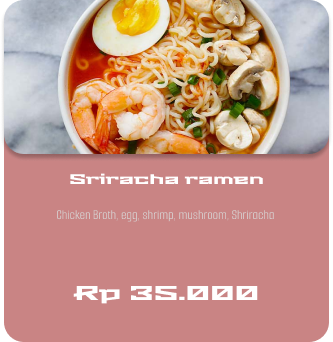 Sriracha ramen
Chicken Broth, egg, shrimp, mushroom, Shriracha
Rp 35.000